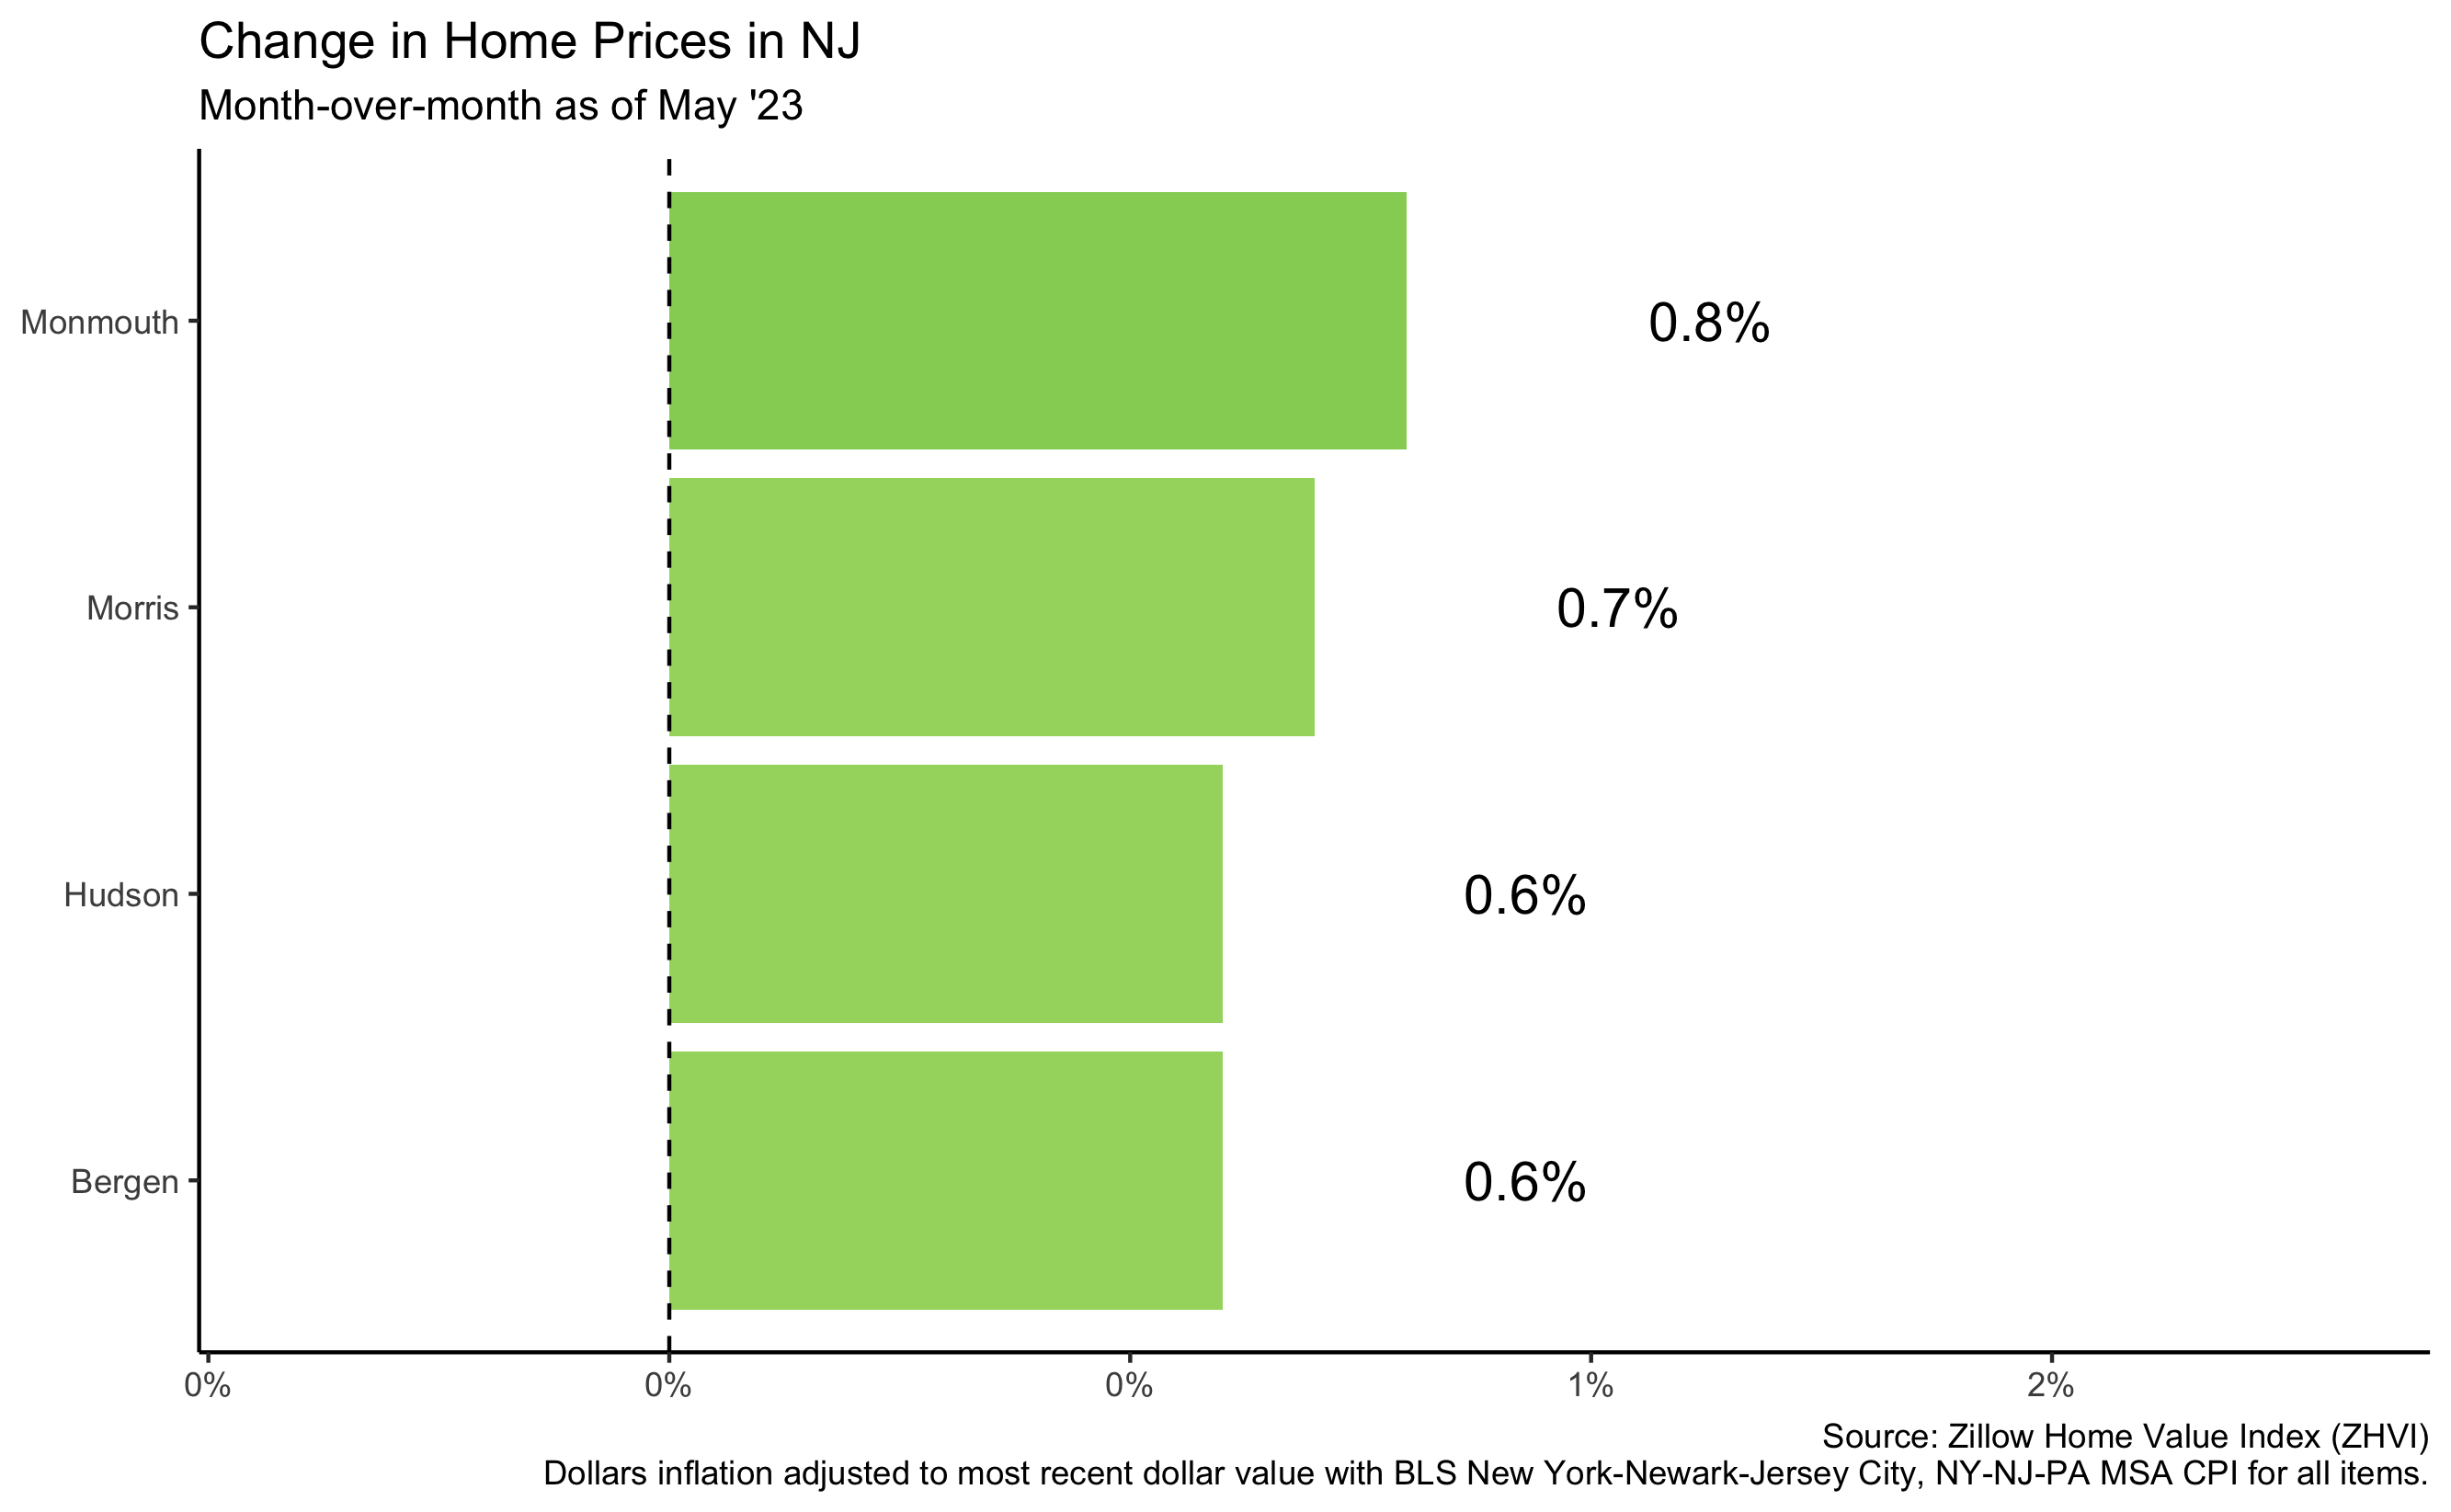 Change in Home Prices in NJ
Month-over-month as of May '23
Monmouth
0.8%
Morris
0.7%
Hudson
0.6%
Bergen
0.6%
0%
0%
0%
1%
2%
Source: Zillow Home Value Index (ZHVI)
Dollars inflation adjusted to most recent dollar value with BLS New York-Newark-Jersey City, NY-NJ-PA MSA CPI for all items.